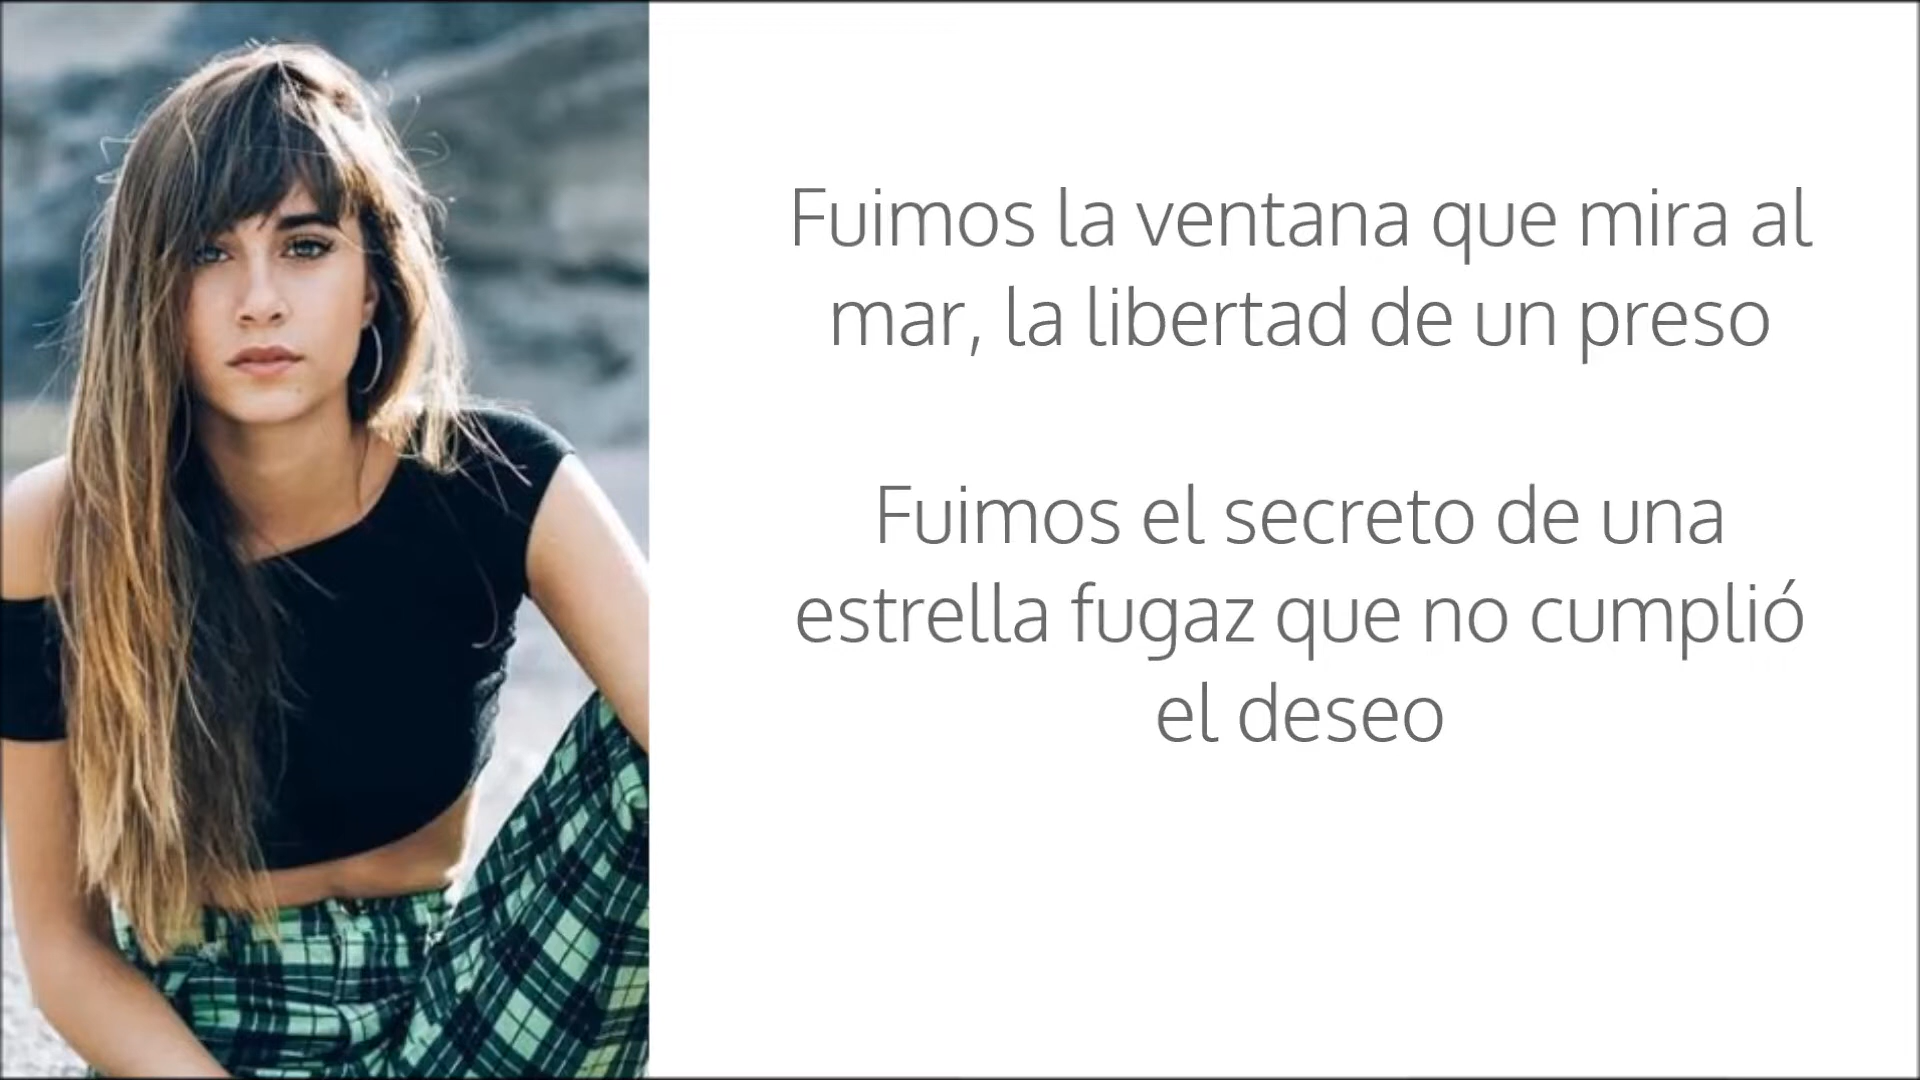 Fuimos la ventana que mira al
mar, la libertad de un preso
Fuimos el secreto de una
estrella fugaz que no cumplió
el deseo